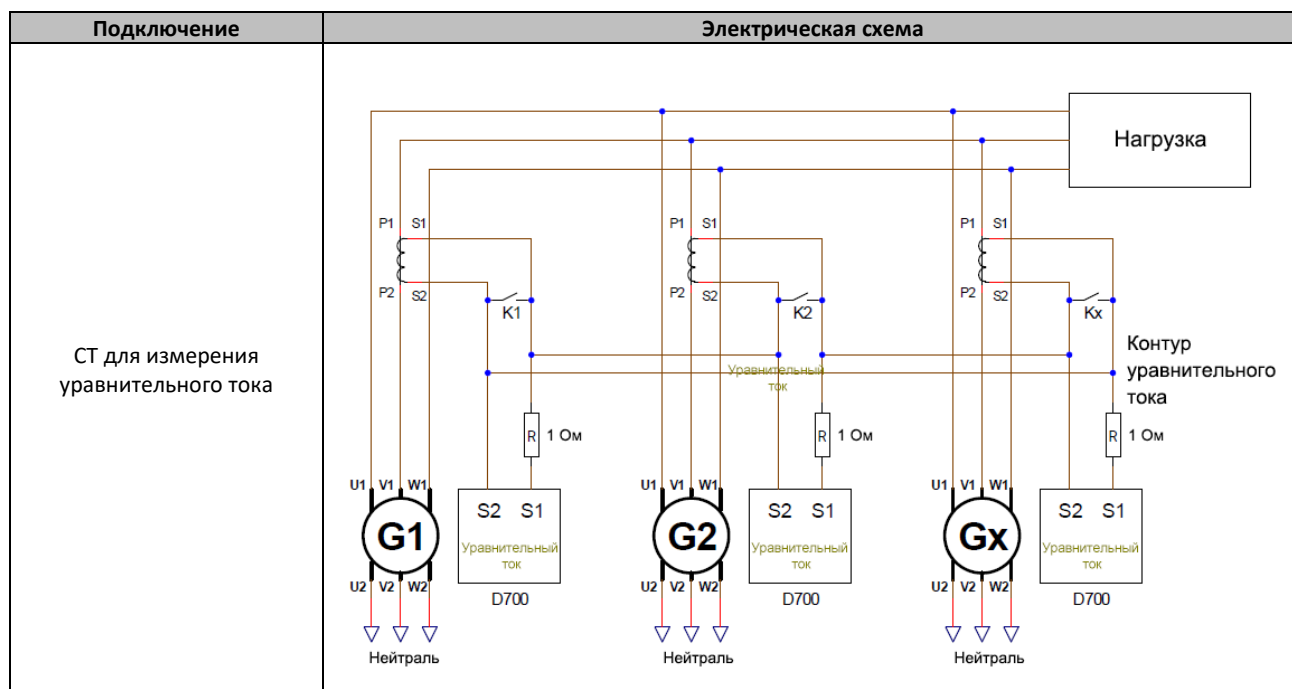 Подключение
Электрическая схема
СТ для измерения
уравнительного тока
Нагрузка
P1 S1
P1 S1
P1 S1
P2 S2
P2 S2
P2 S2
K1
K2
Kx
Контур
уравнительного
тока
Уравнительный
ток
R 1 Ом
R 1 Ом
R 1 Ом
U1 V1 W1
U1 V1 W1
U1 V1 W1
G1
S2 S1
Уравнительный
ток
D700
G2
S2 S1
Уравнительный
ток
D700
Gx
S2 S1
Уравнительный
ток
D700
U2 V2 W2
U2 V2 W2
U2 V2 W2
Нейтраль
Нейтраль
Нейтраль